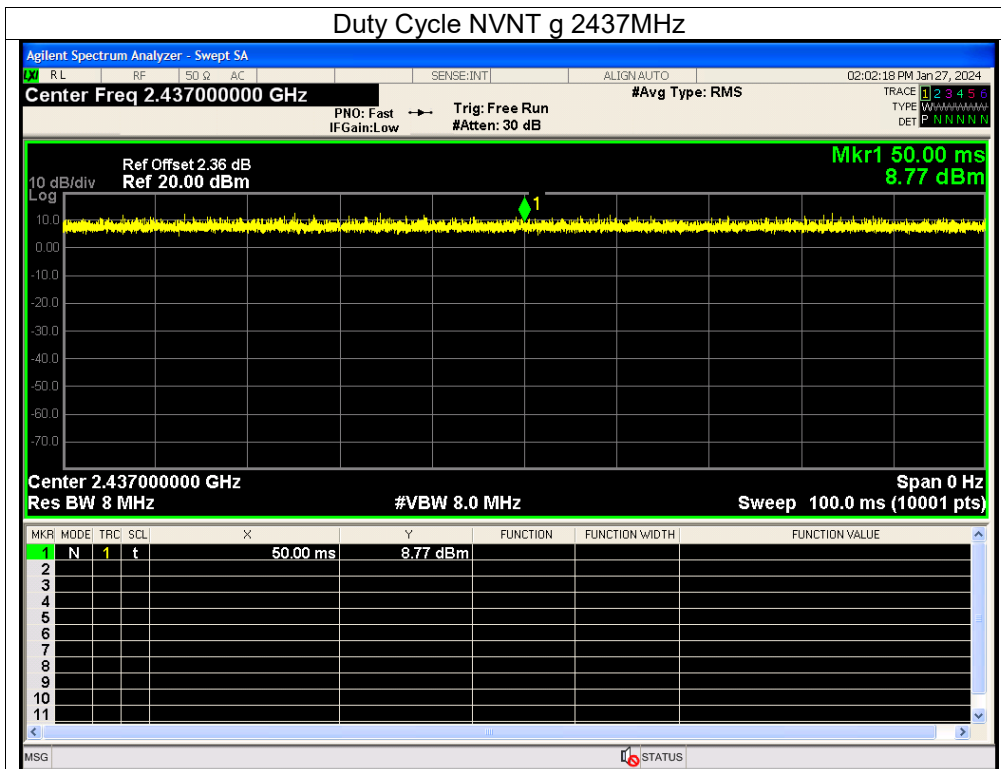 Duty Cycle NVNT g 2437MHz
Agilent Spectrum Analyzer - Swept SA
LXI RL RF 50 Ω AC SENSE:INT ALIGN AUTO 02:02:18 PM Jan 27, 2024
Center Freq 2.437000000 GHz #Avg Type: RMS TRACE 1 2 3 4 5 6
PNO: Fast Trig: Free Run TYPE WWWWWW
IFGain:Low #Atten: 30 dB DET P N N N N N
Mkr1 50.00 ms
8.77 dBm
Ref Offset 2.36 dB
10 dB/div Ref 20.00 dBm
Log
1
10.0
0.00
-10.0
-20.0
-30.0
-40.0
-50.0
-60.0
-70.0
Center 2.437000000 GHz Span 0 Hz
Res BW 8 MHz #VBW 8.0 MHz Sweep 100.0 ms (10001 pts)
MKR MODE TRC SCL X Y FUNCTION FUNCTION WIDTH FUNCTION VALUE
1 N 1 t 50.00 ms 8.77 dBm
2
3
4
5
6
7
8
9
10
11
MSG STATUS